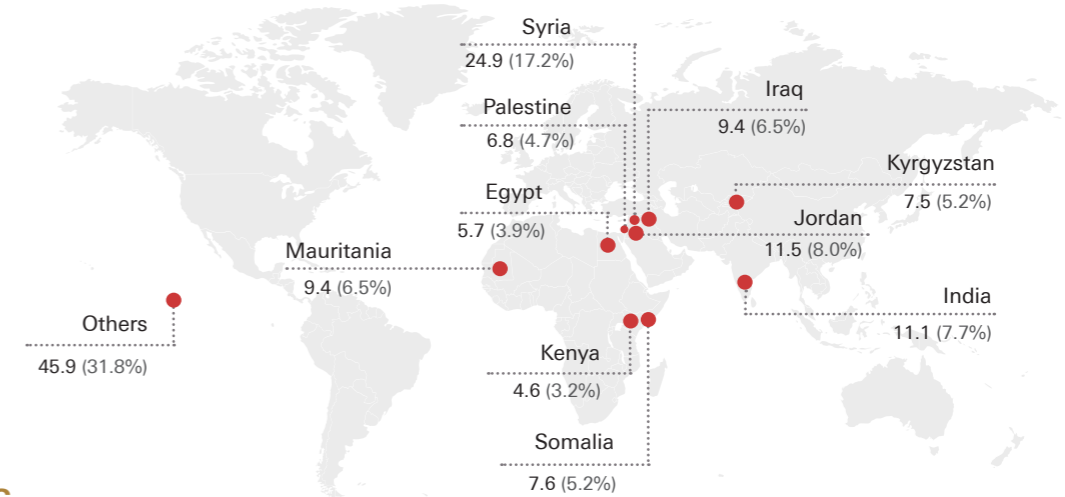 Syria
24.9 (17.2%)
Iraq
9.4 (6.5%)
Palestine
6.8 (4.7%)
Kyrgyzstan
7.5 (5.2%)
Egypt
5.7 (3.9%)
Jordan
11.5 (8.0%)
Mauritania
9.4 (6.5%)
India
11.1 (7.7%)
Others
45.9 (31.8%)
Kenya
4.6 (3.2%)
Somalia
7.6 (5.2%)